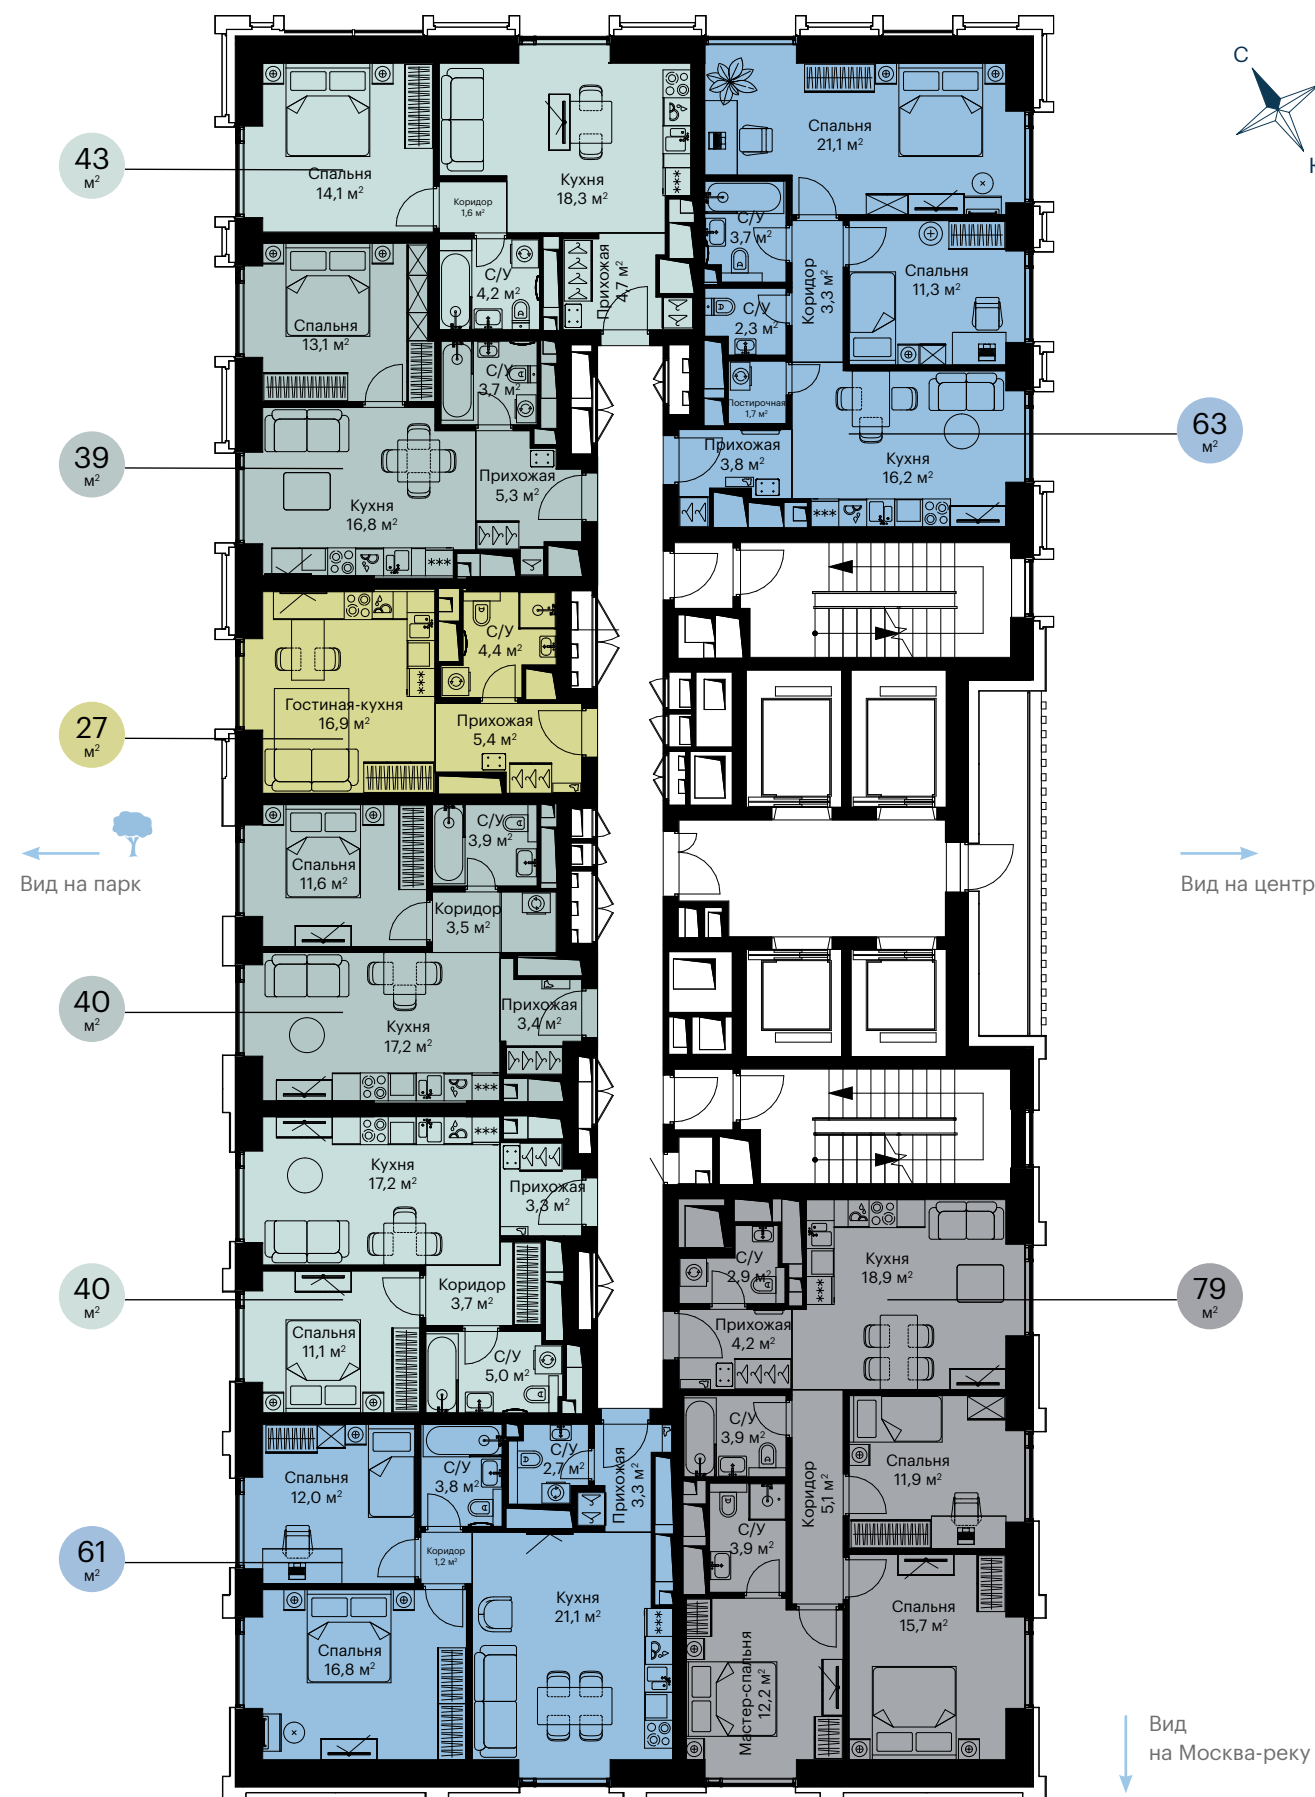 С
43
м²
Спальня
14,1 м²
Коридор
1,6 м²
Кухня
18,3 м²
С/У
4,2 м²
Прихожая
4,7 м²
Спальня
21,1 м²
С/У
3,7 м²
Коридор
3,3 м²
Спальня
11,3 м²
С/У
2,3 м²
Постирочная
1,7 м²
Прихожая
3,8 м²
Кухня
16,2 м²
63
м²
Спальня
13,1 м²
С/У
3,7 м²
39
м²
Кухня
16,8 м²
Прихожая
5,3 м²
С/У
4,4 м²
Гостиная-кухня
16,9 м²
Прихожая
5,4 м²
27
м²
Вид на парк
Вид на центр
Спальня
11,6 м²
С/У
3,9 м²
Коридор
3,5 м²
40
м²
Кухня
17,2 м²
Прихожая
3,4 м²
Кухня
17,2 м²
Прихожая
3,3 м²
40
м²
Коридор
3,7 м²
Спальня
11,1 м²
С/У
5,0 м²
С/У
2,9 м²
Кухня
18,9 м²
79
м²
Прихожая
4,2 м²
С/У
3,9 м²
Коридор
5,1 м²
Спальня
11,9 м²
С/У
3,9 м²
Спальня
15,7 м²
Мастер-спальня
12,2 м²
Спальня
12,0 м²
С/У
3,8 м²
С/У
2,7 м²
Прихожая
3,3 м²
61
м²
Коридор
1,2 м²
Кухня
21,1 м²
Спальня
16,8 м²
Вид
на Москва-реку